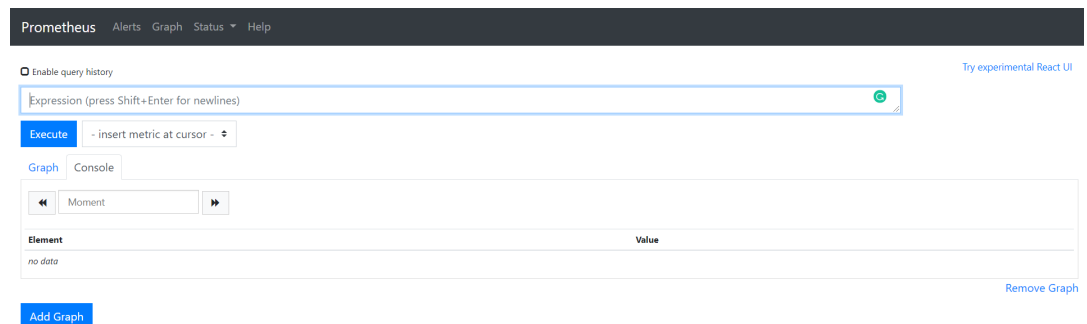 Prometheus Alerts Graph Status Help
Enable query history
Try experimental React UI
Expression (press Shift+Enter for newlines)
Execute - insert metric at cursor -
Graph Console
Moment
Element Value
no data
Remove Graph
Add Graph